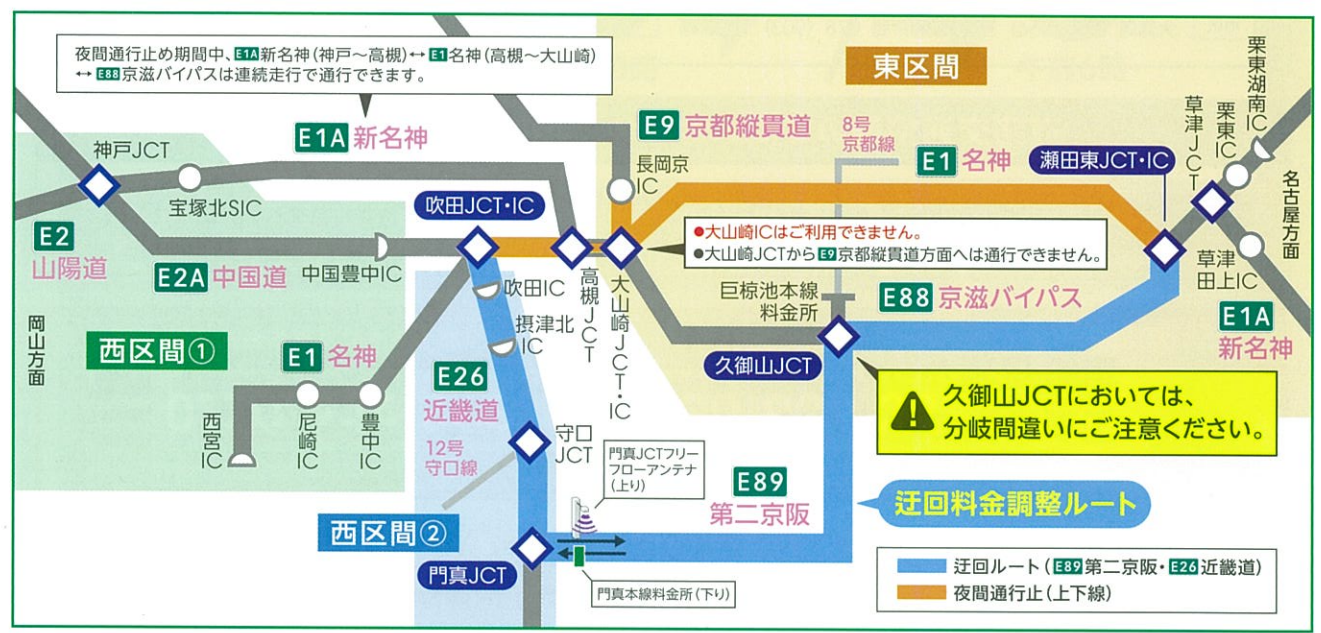 夜間通行止め期間中、E1A新名神(神戸～高槻)↔E1名神(高槻～大山崎)
↔E88京滋バイパスは連続走行で通行できます。
東区間
E1A 新名神
E9 京都縦貫道
8号
京都線
E1 名神
瀬田東JCT・IC
草津JCT
栗東IC
栗東湖南IC
名古屋方面
神戸JCT
宝塚北SIC
長岡京
IC
吹田JCT・IC
●大山崎ICはご利用できません。
●大山崎JCTからE9京都縦貫道方面へは通行できません。
E2
山陽道
E2A 中国道
中国豊中IC
吹田IC
高槻JCT
大山崎JCT・IC
巨椋池本線
料金所
E88 京滋バイパス
草津
田上IC
E1A
新名神
岡山方面
西区間①
摂津北
IC
E1 名神
E26
近畿道
久御山JCT
久御山JCTにおいては、
分岐間違いにご注意ください。
西宮IC
尼崎IC
豊中IC
12号
守口線
守口
JCT
門真JCTフリー
フローアンテナ
(上り)
E89
第二京阪
迂回料金調整ルート
西区間②
門真JCT
門真本線料金所(下り)
迂回ルート(E89第二京阪・E26近畿道)
夜間通行止(上下線)